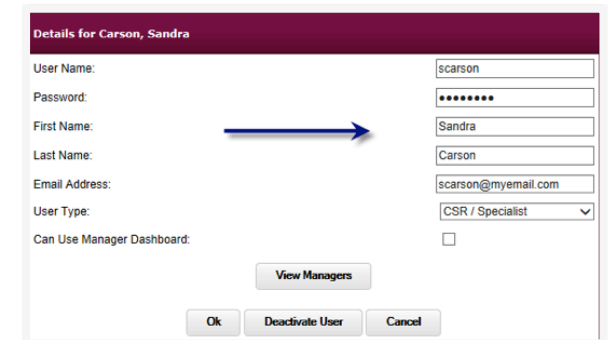 Details for Carson, Sandra
User Name: scarson
Password: ••••••••
First Name: Sandra
Last Name: Carson
Email Address: scarson@myemail.com
User Type: CSR / Specialist
Can Use Manager Dashboard:
View Managers
Ok Deactivate User Cancel